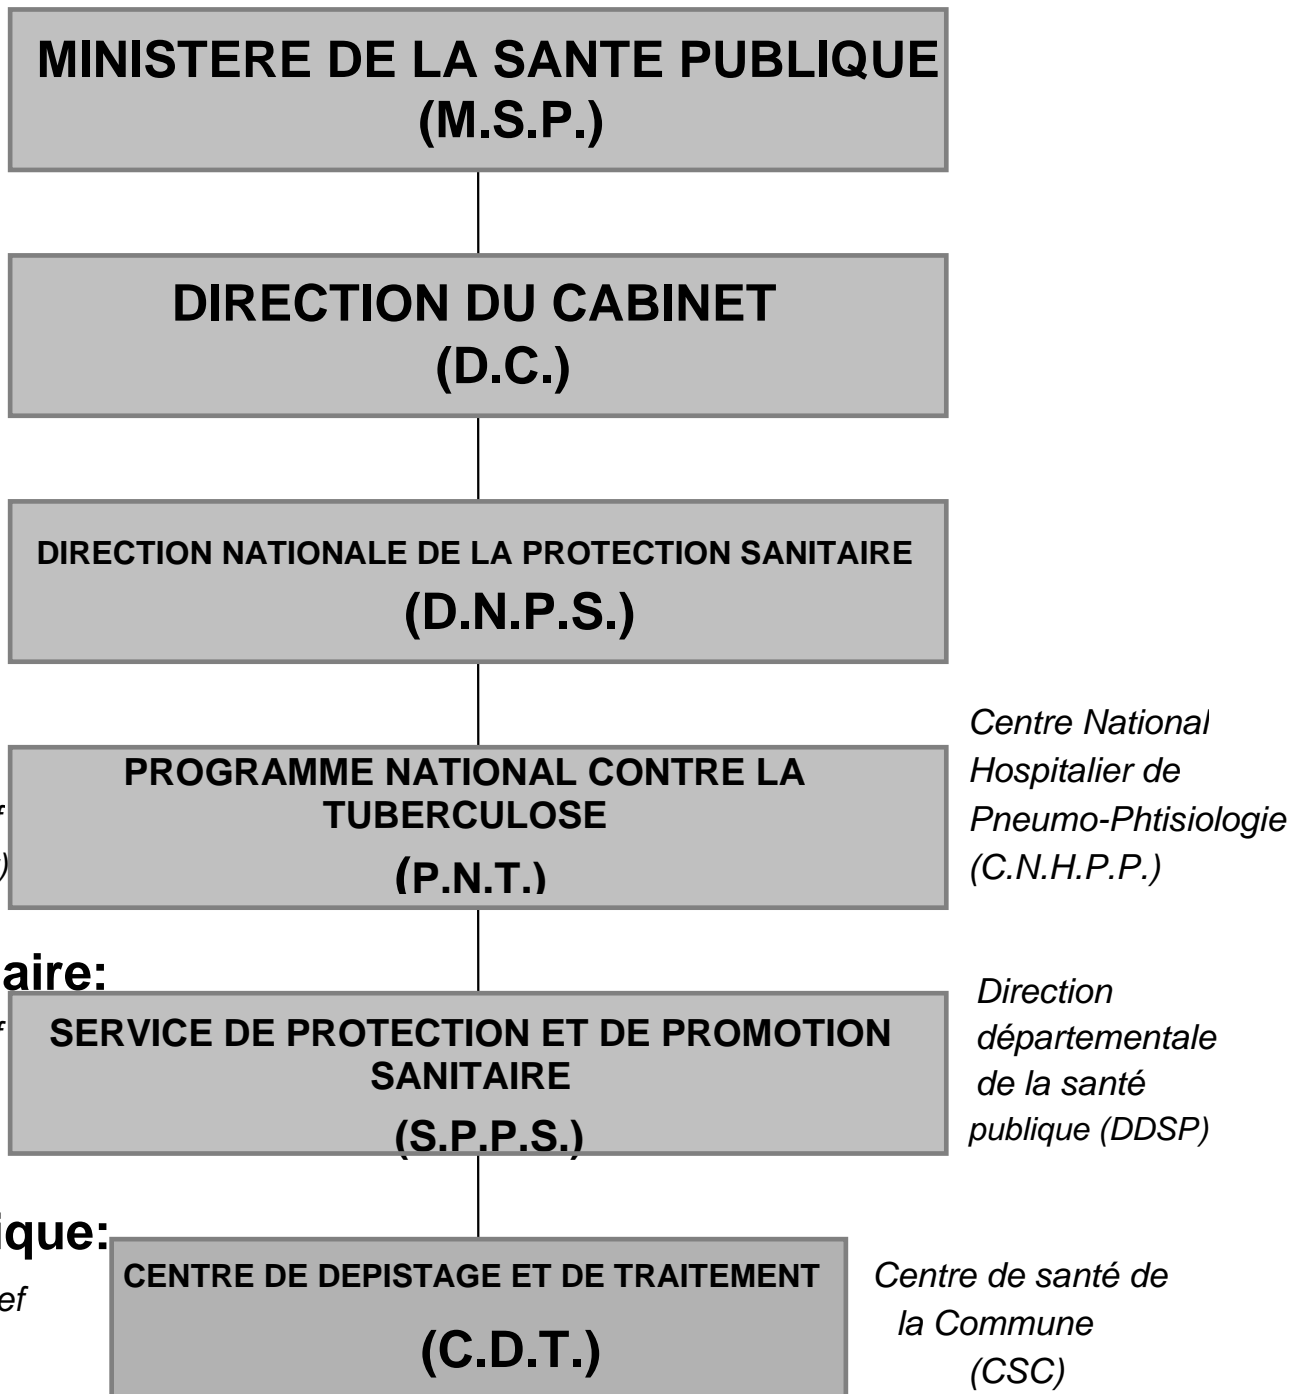 MINISTERE DE LA SANTE PUBLIQUE
(M.S.P.)
DIRECTION DU CABINET
(D.C.)
DIRECTION NATIONALE DE LA PROTECTION SANITAIRE
(D.N.P.S.)
PROGRAMME NATIONAL CONTRE LA
TUBERCULOSE
(P.N.T.)
Centre National
Hospitalier de
Pneumo-Phtisiologie
(C.N.H.P.P.)
aire:
SERVICE DE PROTECTION ET DE PROMOTION
SANITAIRE
(S.P.P.S.)
Direction
départementale
de la santé
publique (DDSP)
ique:
ef
CENTRE DE DEPISTAGE ET DE TRAITEMENT
(C.D.T.)
Centre de santé de
la Commune
(CSC)